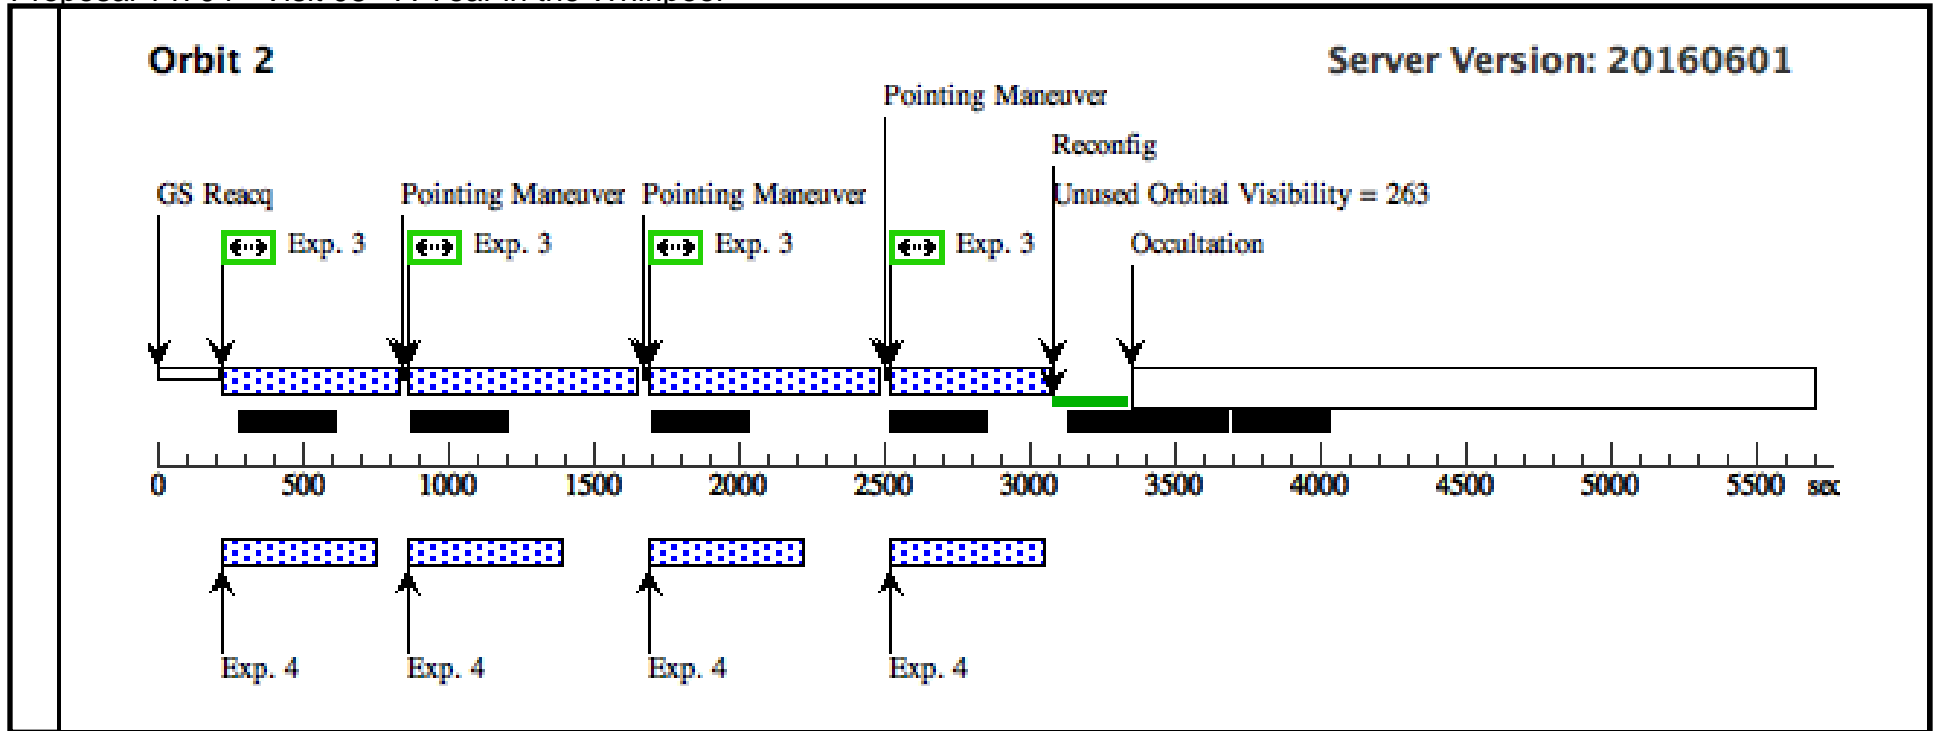 Orbit 2
Server Version: 20160601
Pointing Maneuver
Reconfig
GS Reacq
Pointing Maneuver
Pointing Maneuver
Unused Orbital Visibility = 263
Exp. 3
Exp. 3
Exp. 3
Exp. 3
Occultation
0
500
1000
1500
2000
2500
3000
3500
4000
4500
5000
5500
sec
Exp. 4
Exp. 4
Exp. 4
Exp. 4